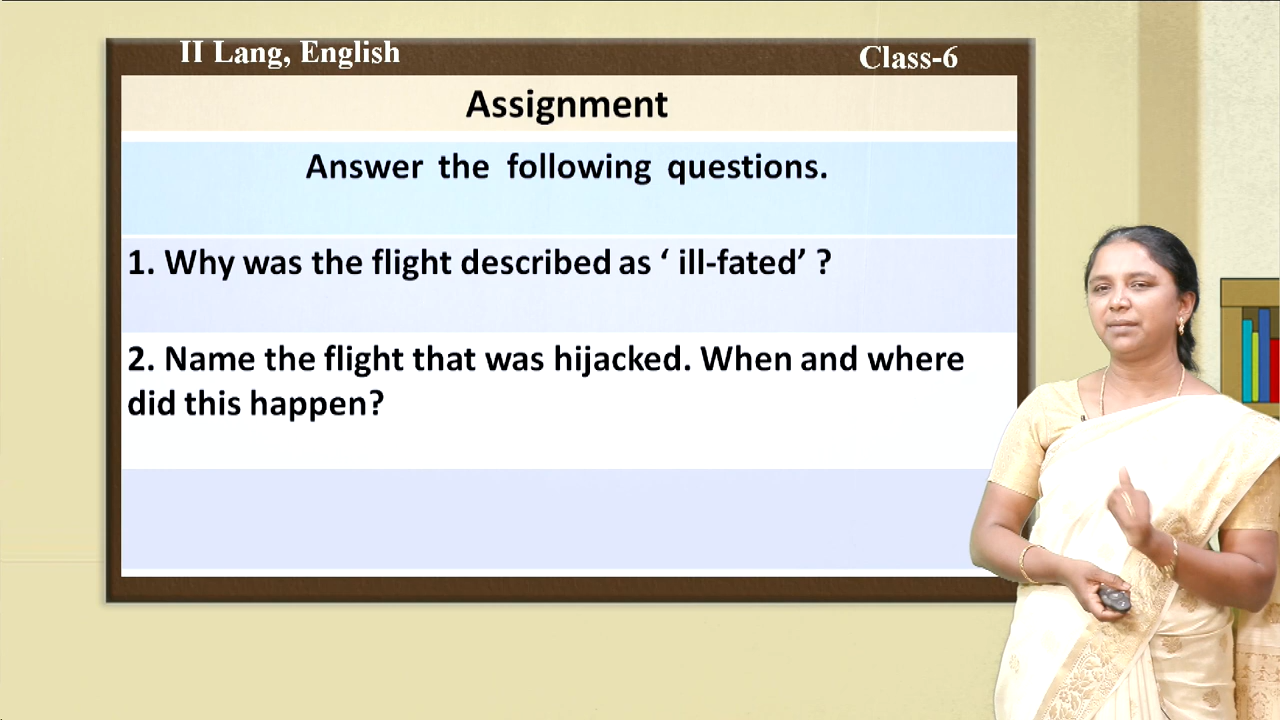 II Lang, English
Class-6
Assignment
Answer the following questions.
1. Why was the flight described as ‘ ill-fated’ ?
2. Name the flight that was hijacked. When and where
did this happen?